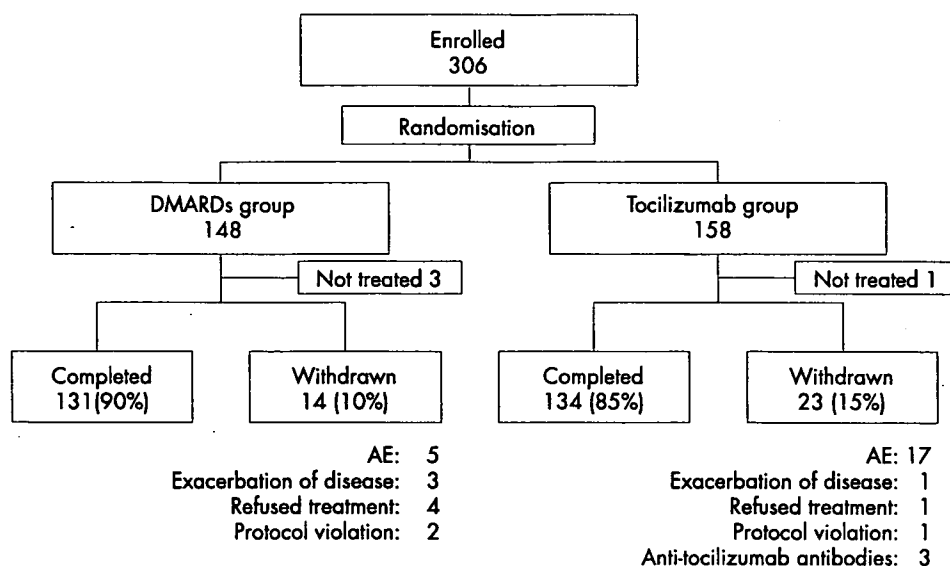 Enrolled
306
Randomisation
DMARDs group
148
Tocilizumab group
158
Not treated 3
Not treated 1
Completed
131(90%)
Withdrawn
14 (10%)
Completed
134 (85%)
Withdrawn
23 (15%)
AE: 5
Exacerbation of disease: 3
Refused treatment: 4
Protocol violation: 2
AE: 17
Exacerbation of disease: 1
Refused treatment: 1
Protocol violation: 1
Anti-tocilizumab antibodies: 3